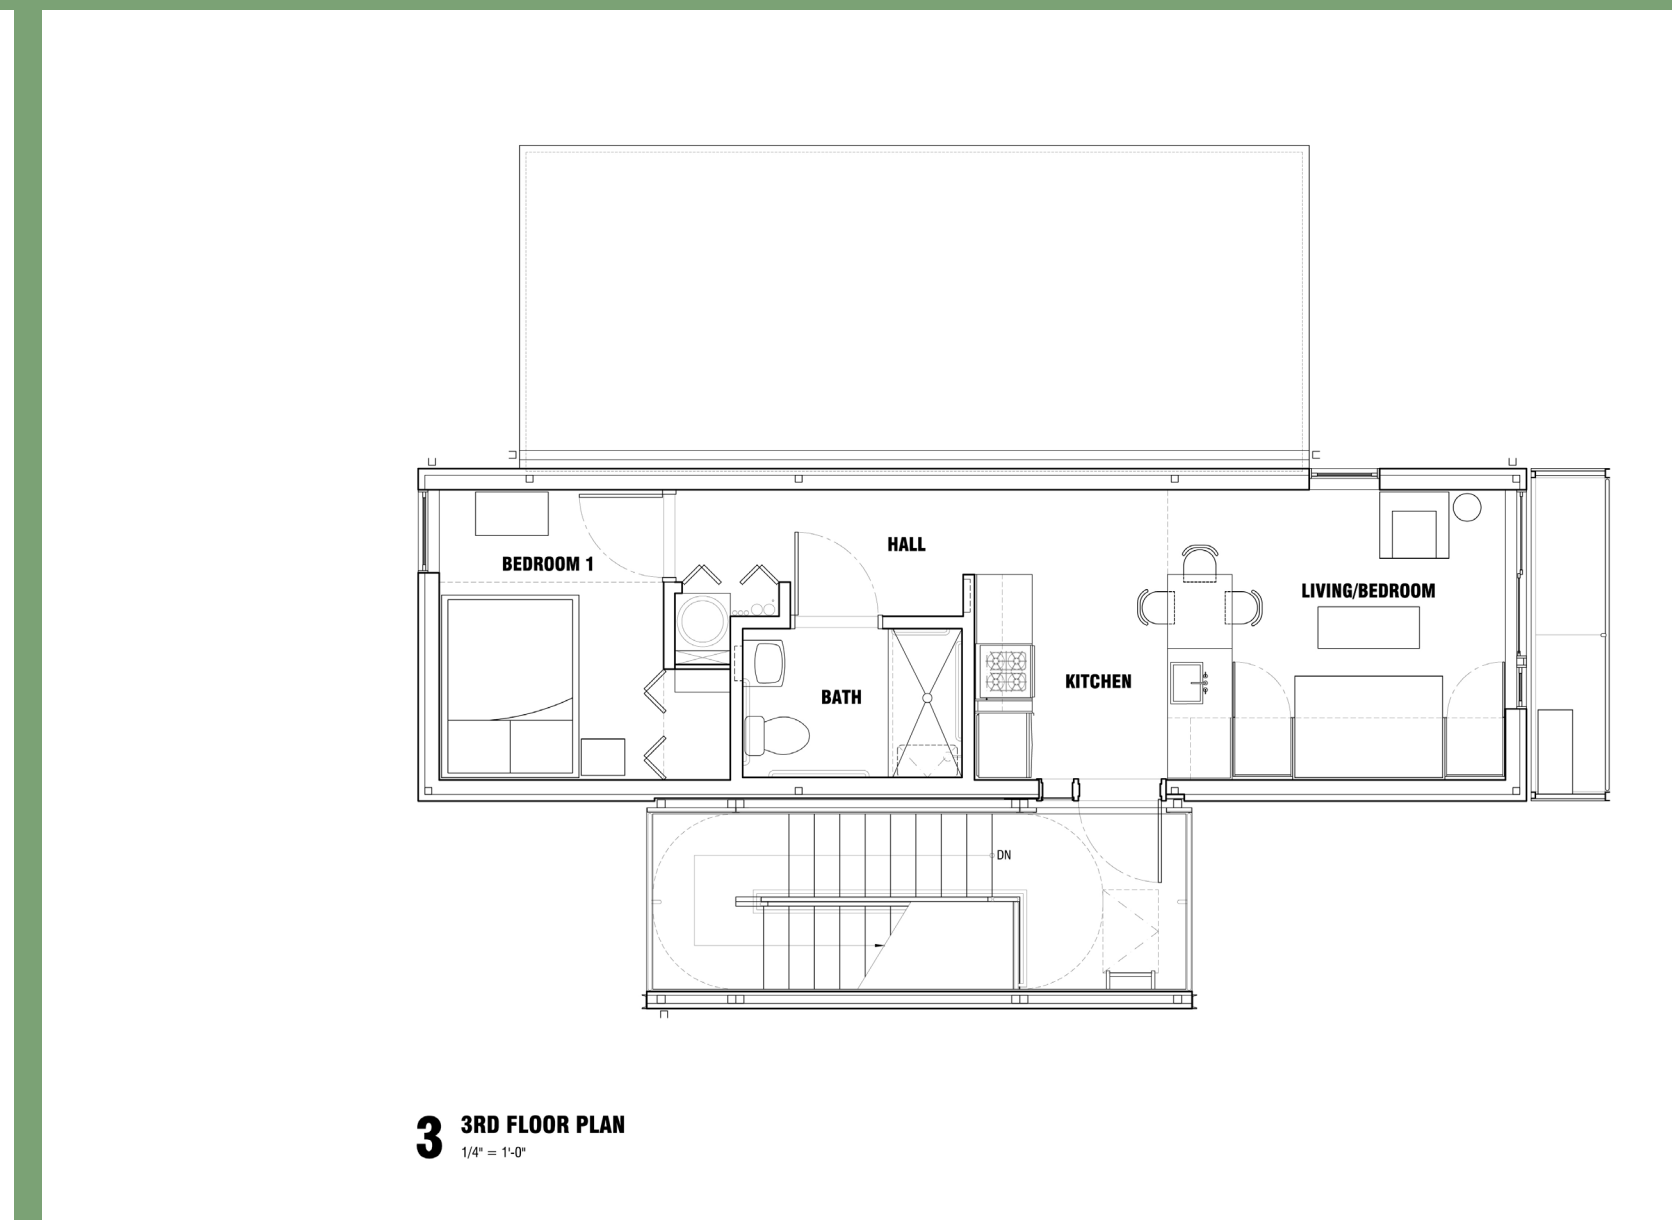 HALL
BEDROOM 1
LIVING/BEDROOM
KITCHEN
BATH
DN
3 3RD FLOOR PLAN
1/4" = 1'-0"